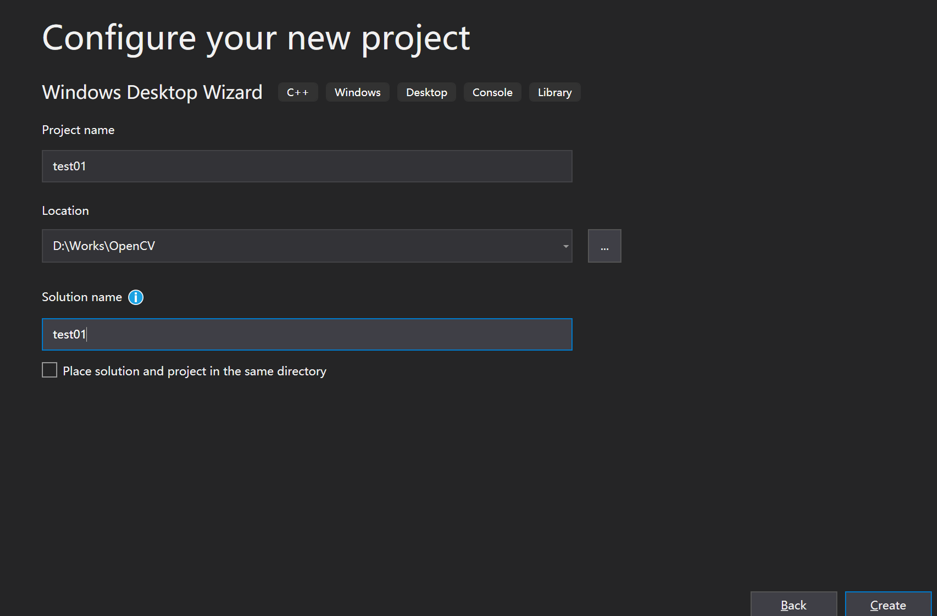 Configure your new project
Windows Desktop Wizard C++ Windows Desktop Console Library
Project name
test01
Location
D:\Works\OpenCV
...
Solution name
test01
Place solution and project in the same directory
Back Create